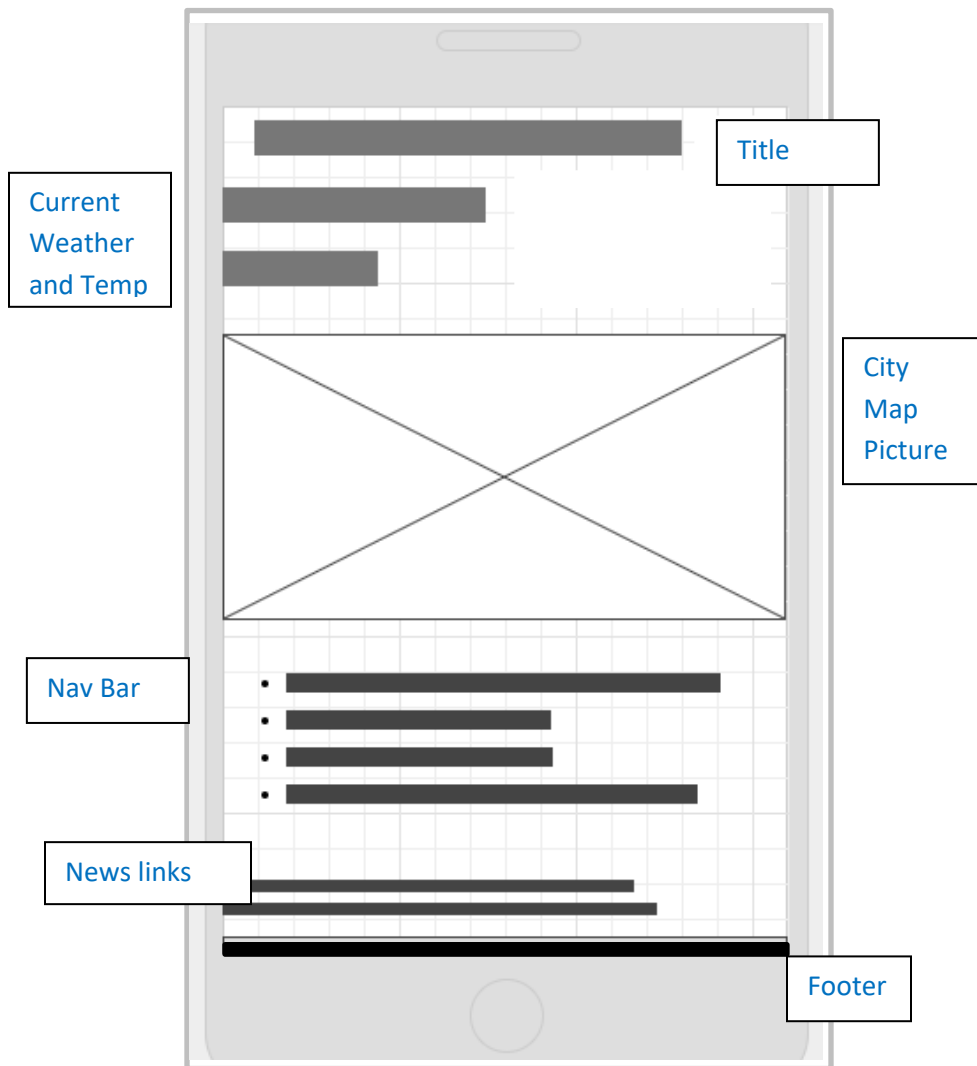 Title
Current
Weather
and Temp
City
Map
Picture
Nav Bar
News links
Footer